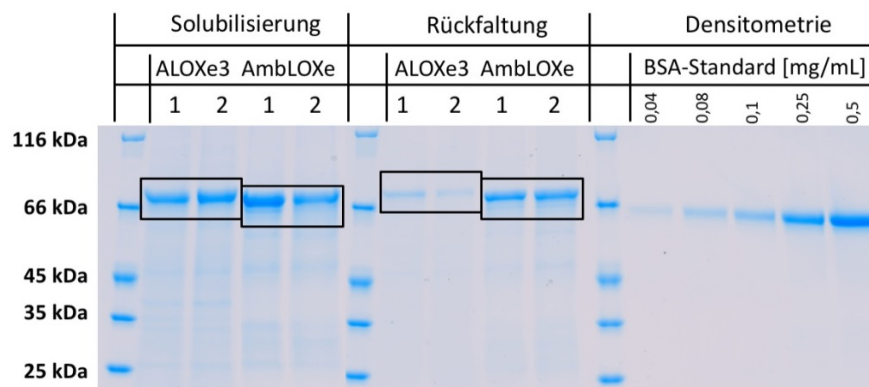 Solubilisierung Rückfaltung Densitometrie
ALOXe3 AmbLOXe ALOXe3 AmbLOXe BSA-Standard [mg/mL]
1 2 1 2 1 2 1 2 0,04 0,08 0,1 0,25 0,5
116 kDa
66 kDa
45 kDa
35 kDa
25 kDa